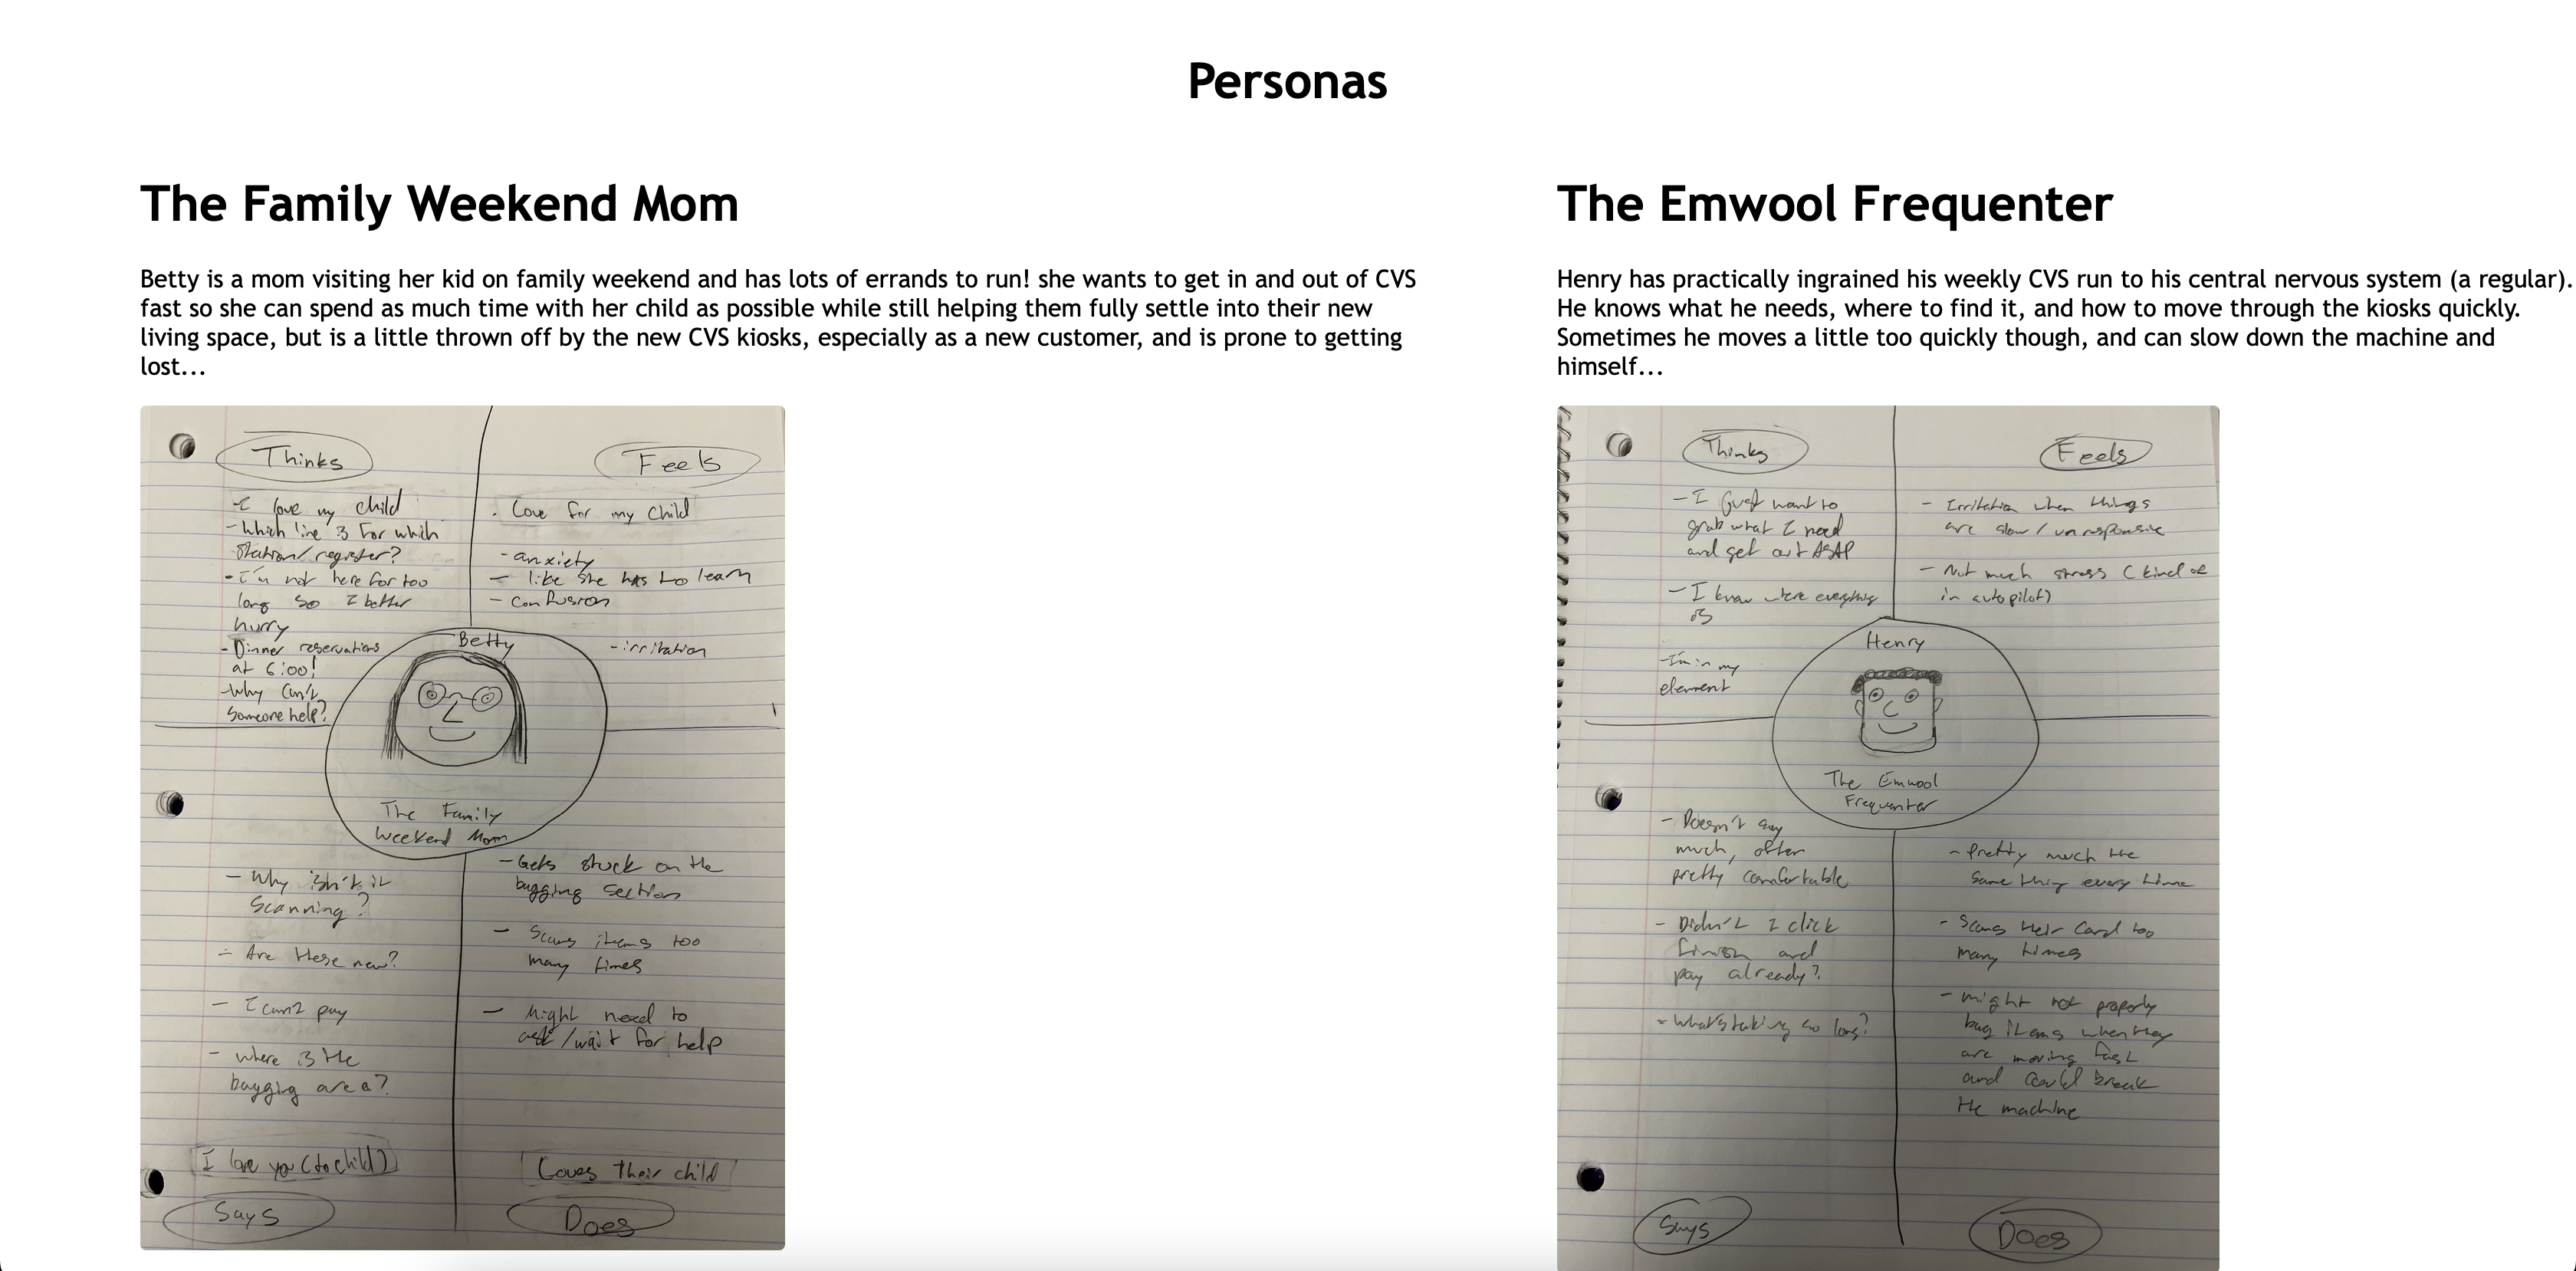 Personas
The Family Weekend Mom
Betty is a mom visiting her kid on family weekend and has lots of errands to run! she wants to get in and out of CVS
fast so she can spend as much time with her child as possible while still helping them fully settle into their new
living space, but is a little thrown off by the new CVS kiosks, especially as a new customer, and is prone to getting
lost...
Thinks
-I love my child
-Which line is for which
station/register?
-I'm not here for too
long so I better
hurry
-Dinner reservations
at 6:00!
-Why can't
someone help?
Feels
. Love for my child
-anxiety
- like she has to learn
- confusion
-irritation
Betty
The Family
Weekend Mom
- Why isn't it
scanning?
- Are these new?
- I can't pay
- where is the
bagging area?
I love you (to child)
Says
-Gets stuck on the
bagging section
- Scans items too
many times
- Might need to
ask/wait for help
Loves their child
Does
The Emwool Frequenter
Henry has practically ingrained his weekly CVS run to his central nervous system (a regular).
He knows what he needs, where to find it, and how to move through the kiosks quickly.
Sometimes he moves a little too quickly though, and can slow down the machine and
himself...
Thinks
-I just want to
grab what I need
and get out ASAP
-I know where everything
is
-I'm in my
element
Feels
- Irritation when things
are slow/unresponsive
- Not much stress (kind of
in autopilot)
Henry
The Emwool
Frequenter
- Doesn't say
much, often
pretty comfortable
- Didn't I click
finish and
pay already?
- What's taking so long?
Says
- Pretty much the
same thing every time
- Scans their card too
many times
- might not properly
bag items when they
are moving fast
and could break
the machine
Does